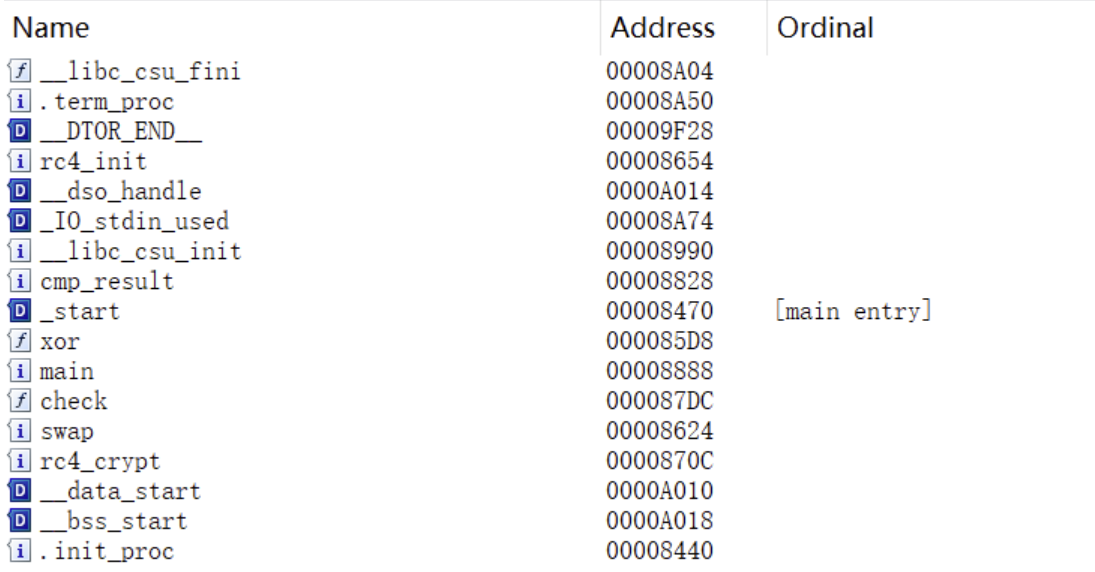 Name Address Ordinal
f __libc_csu_fini 00008A04
i .term_proc 00008A50
D __DTOR_END__ 00009F28
i rc4_init 00008654
D __dso_handle 0000A014
D _IO_stdin_used 00008A74
i __libc_csu_init 00008990
i cmp_result 00008828
D _start 00008470 [main entry]
f xor 000085D8
i main 00008888
f check 000087DC
i swap 00008624
i rc4_crypt 0000870C
D __data_start 0000A010
D __bss_start 0000A018
i .init_proc 00008440